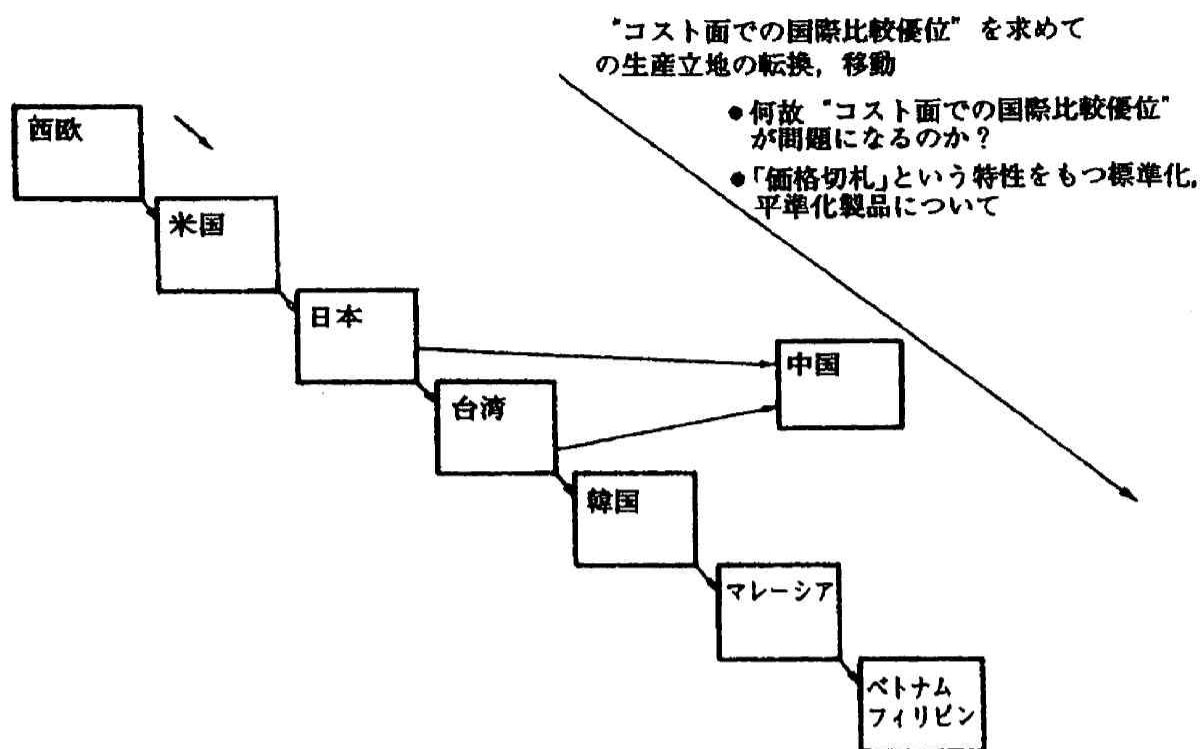 “コスト面での国際比較優位” を求めて
の生産立地の転換，移動
●何故 “コスト面での国際比較優位”
が問題になるのか？
●「価格切札」という特性をもつ標準化，
平準化製品について
西欧
米国
日本
中国
台湾
韓国
マレーシア
ベトナム
フィリピン